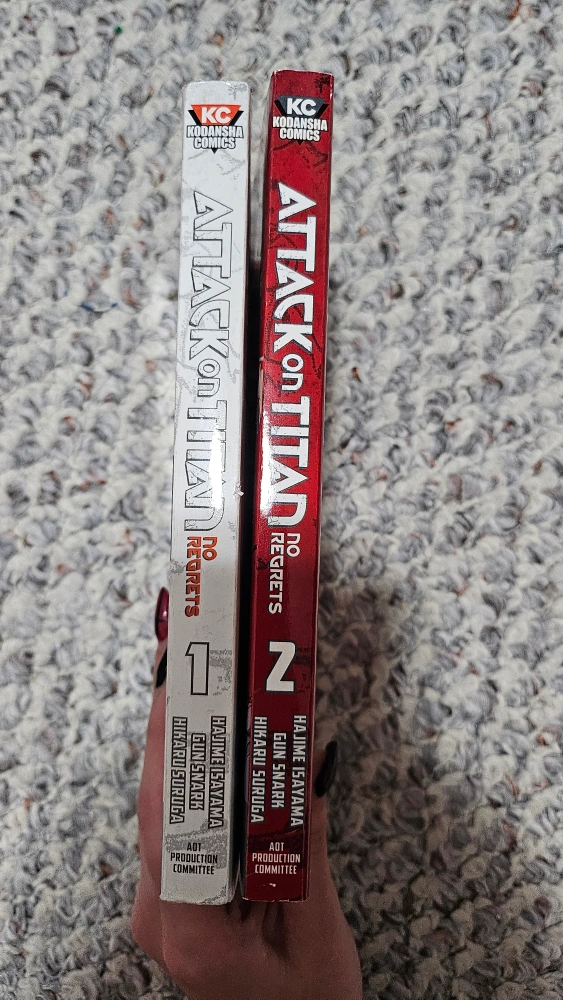 KC
KODANSHA
COMICS
ATTACK on TITAN
NO
REGRETS
1
HAJIME ISAYAMA
GUN SNARK
HIKARU SURUGA
AOT
PRODUCTION
COMMITTEE
KC
KODANSHA
COMICS
ATTACK on TITAN
NO
REGRETS
2
HAJIME ISAYAMA
GUN SNARK
HIKARU SURUGA
AOT
PRODUCTION
COMMITTEE